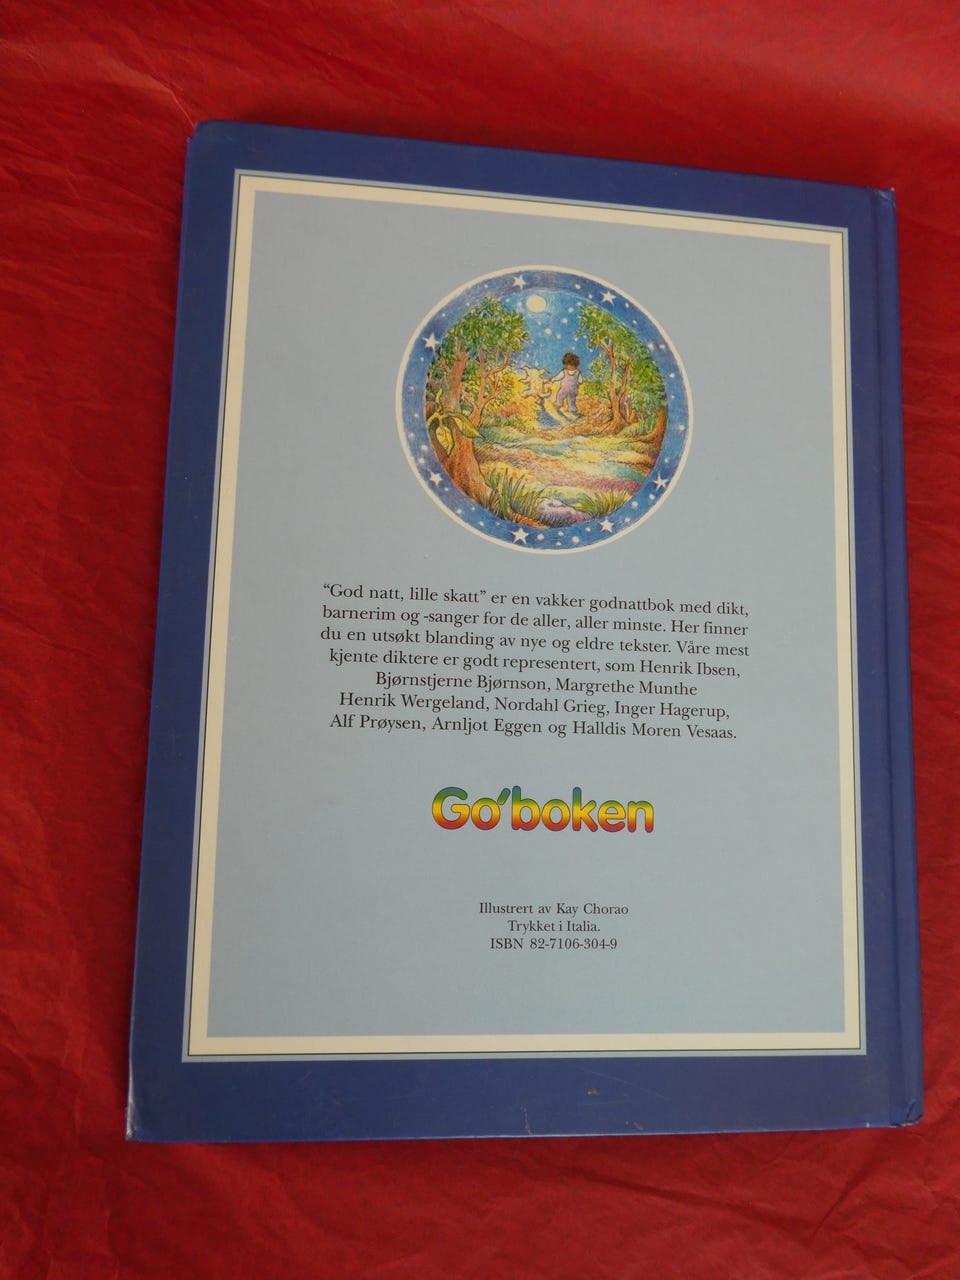 “God natt, lille skatt” er en vakker godnattbok med dikt,
barnerim og -sanger for de aller, aller minste. Her finner
du en utsøkt blanding av nye og eldre tekster. Våre mest
kjente diktere er godt representert, som Henrik Ibsen,
Bjørnstjerne Bjørnson, Margrethe Munthe
Henrik Wergeland, Nordahl Grieg, Inger Hagerup,
Alf Prøysen, Arnljot Eggen og Halldis Moren Vesaas.
Go'boken
Illustrert av Kay Chorao
Trykket i Italia.
ISBN 82-7106-304-9